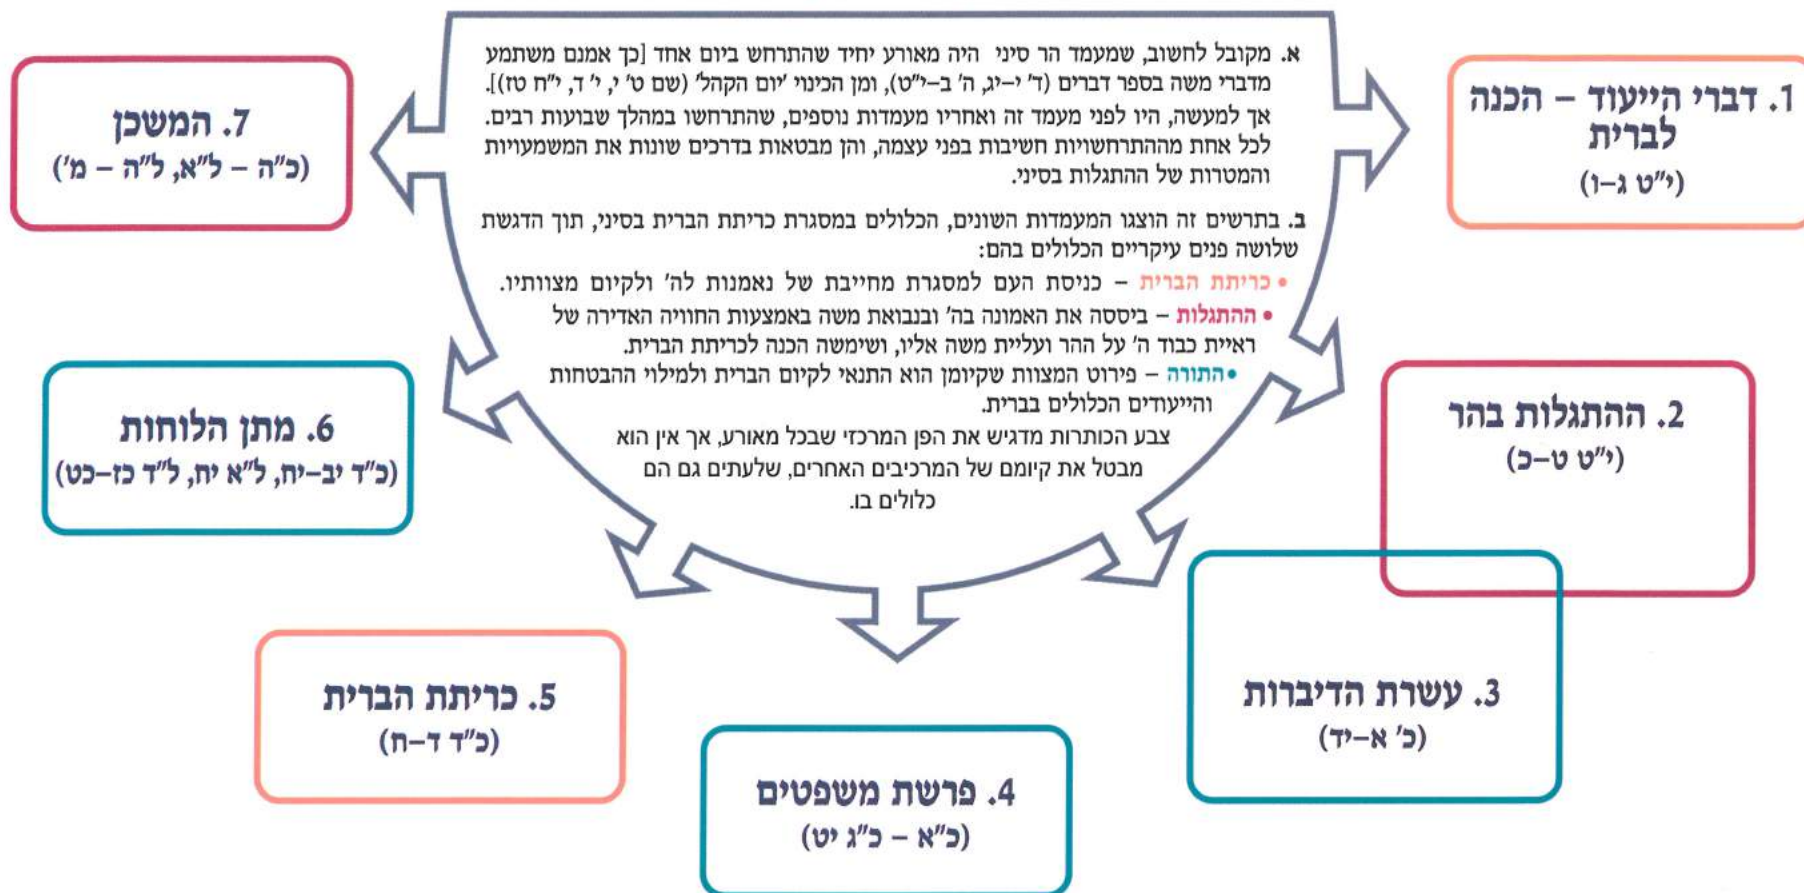 א. מקובל לחשוב, שמעמד הר סיני היה מאורע יחיד שהתרחש ביום אחד [כך אמנם משתמע
מדברי משה בספר דברים (ד' י–יג, ה' ב–י"ט), ומן הכינוי 'יום הקהל' (שם ט' י, י' ד, י"ח טז)].
אך למעשה, היו לפני מעמד זה ואחריו מעמדות נוספים, שהתרחשו במהלך שבועות רבים.
לכל אחת מההתרחשויות חשיבות בפני עצמה, והן מבטאות בדרכים שונות את המשמעויות
והמטרות של ההתגלות בסיני.
ב. בתרשים זה הוצגו המעמדות השונים, הכלולים במסגרת כריתת הברית בסיני, תוך הדגשת
שלושה פנים עיקריים הכלולים בהם:
• כריתת הברית – כניסת העם למסגרת מחייבת של נאמנות לה' ולקיום מצוותיו.
• ההתגלות – ביססה את האמונה בה' ובנבואת משה באמצעות החוויה האדירה של
ראיית כבוד ה' על ההר ועליית משה אליו, ושימשה הכנה לכריתת הברית.
• התורה – פירוט המצוות שקיומן הוא התנאי לקיום הברית ולמילוי ההבטחות
והייעודים הכלולים בברית.
צבע הכותרות מדגיש את הפן המרכזי שבכל מאורע, אך אין הוא
מבטל את קיומם של המרכיבים האחרים, שלעתים גם הם
כלולים בו.
1. דברי הייעוד – הכנה
לברית
(י"ט ג–ו)
2. ההתגלות בהר
(י"ט ט–כ)
3. עשרת הדיברות
(כ' א–יד)
4. פרשת משפטים
(כ"א – כ"ג יט)
5. כריתת הברית
(כ"ד ד–ח)
6. מתן הלוחות
(כ"ד יב–יח, ל"א יח, ל"ד כז–כט)
7. המשכן
(כ"ה – ל"א, ל"ה – מ')